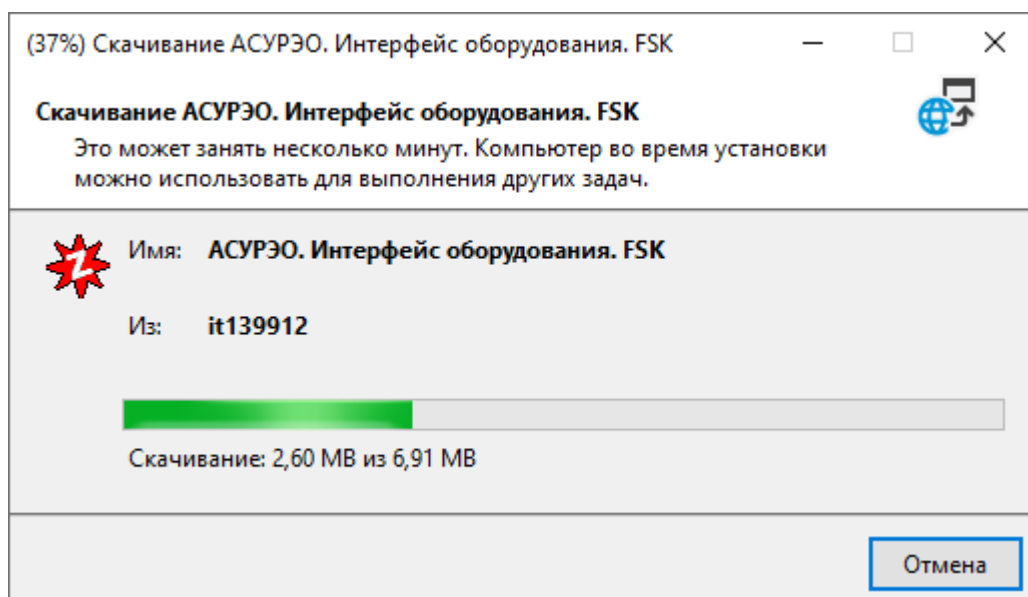 (37%) Скачивание АСУРЭО. Интерфейс оборудования. FSK
Скачивание АСУРЭО. Интерфейс оборудования. FSK
Это может занять несколько минут. Компьютер во время установки
можно использовать для выполнения других задач.
Z
Имя: АСУРЭО. Интерфейс оборудования. FSK
Из: it139912
Скачивание: 2,60 MB из 6,91 MB
Отмена